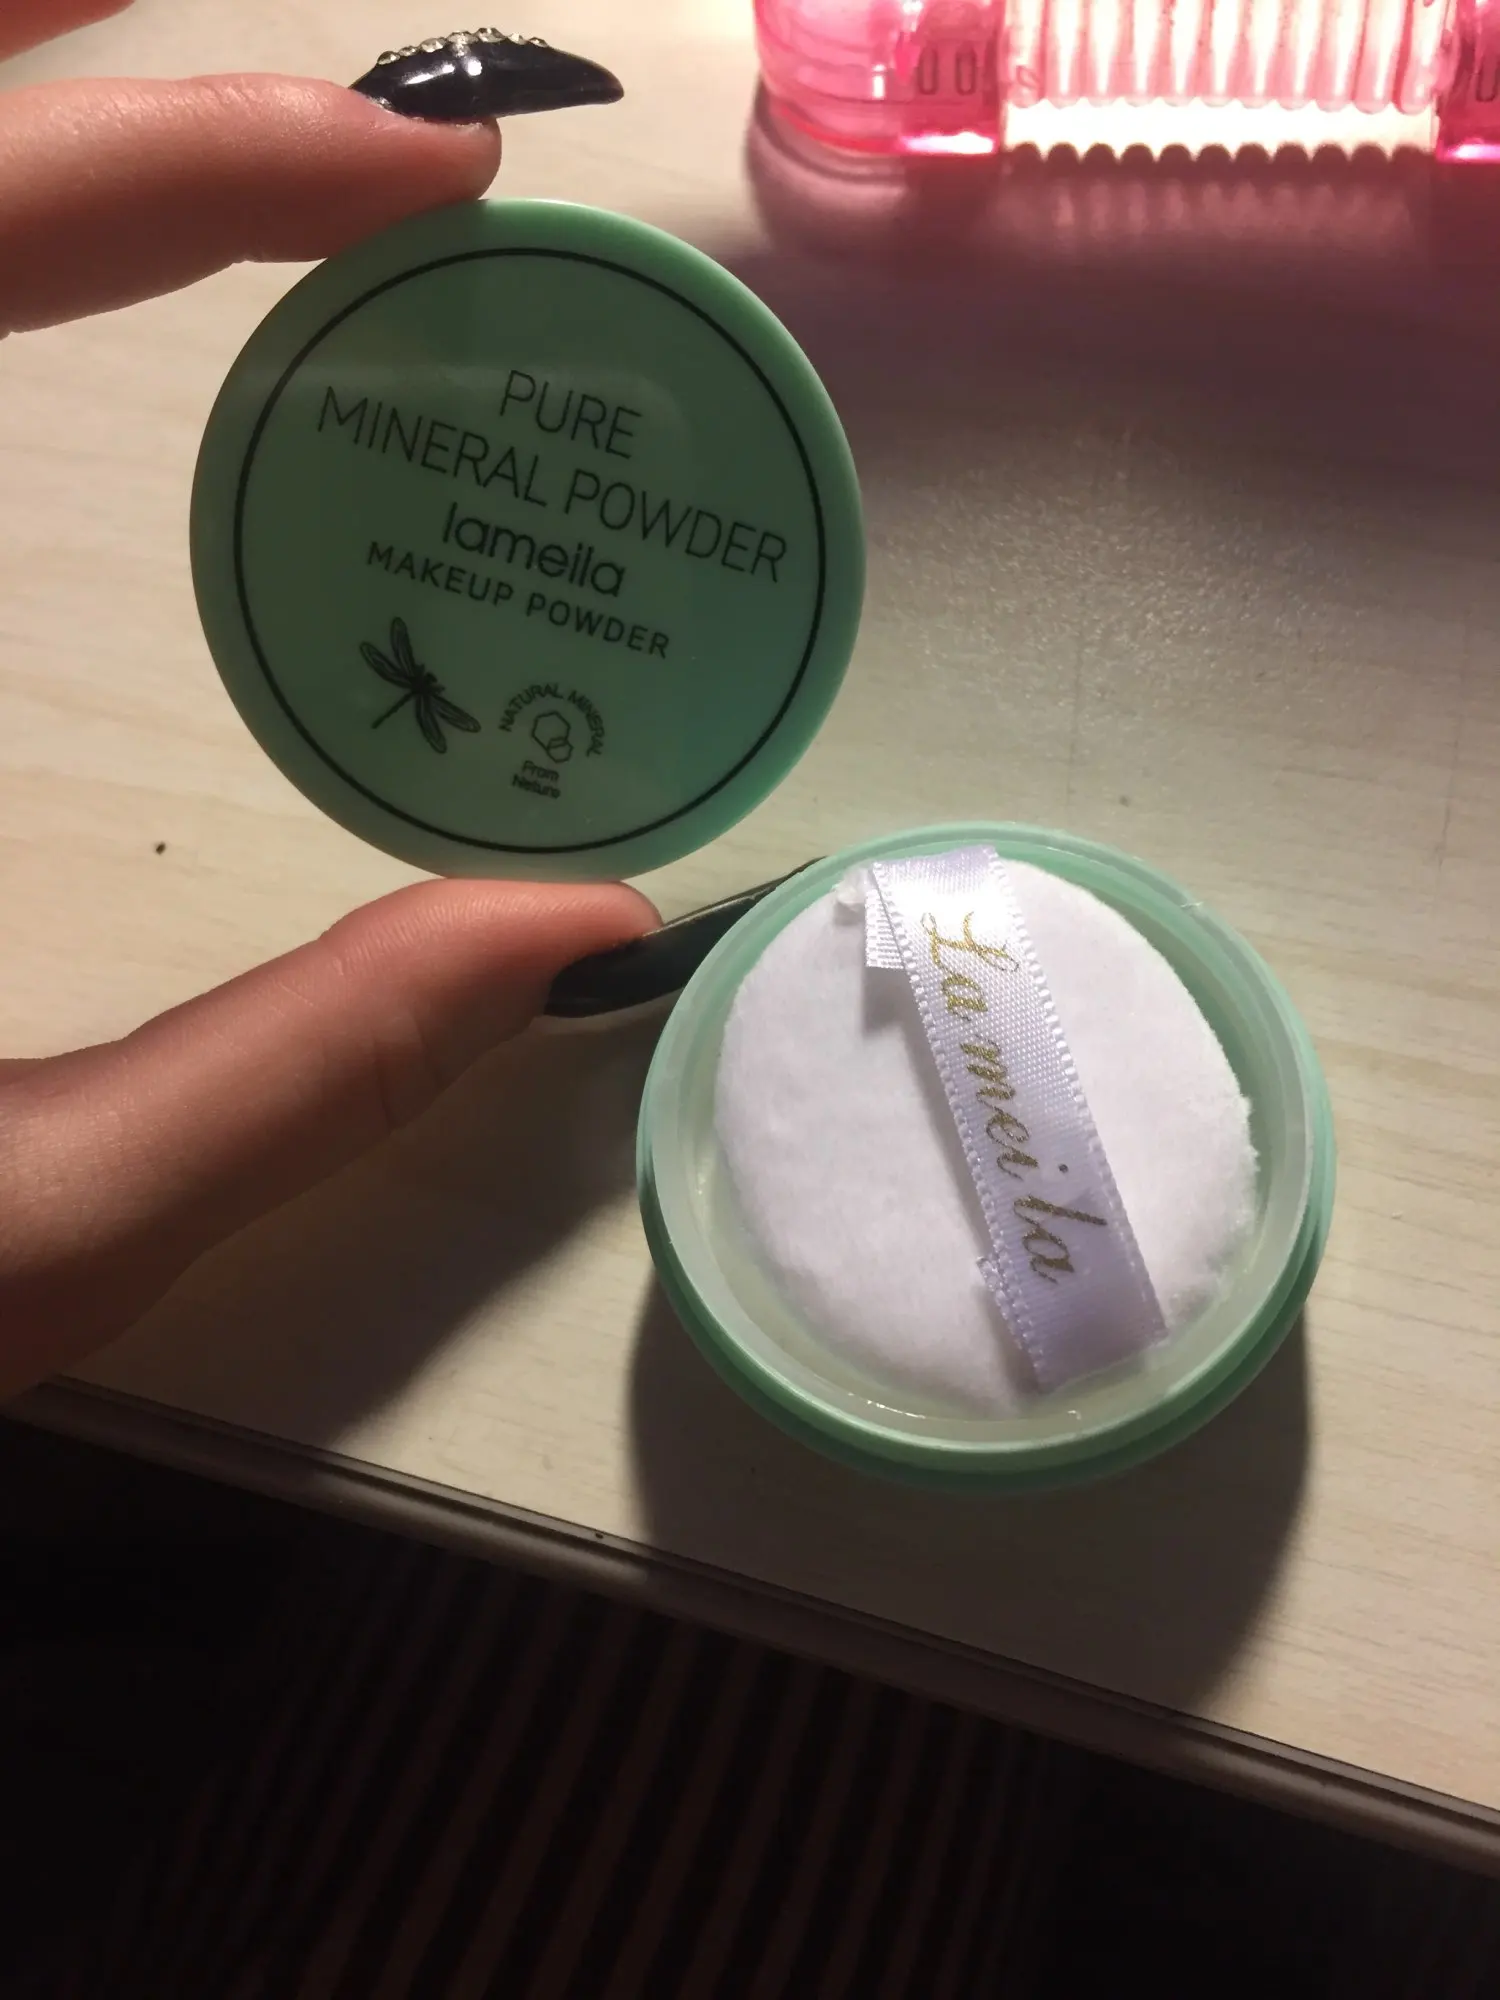 PURE
MINERAL POWDER
lameila
MAKEUP POWDER
NATURAL MINERAL
From
Nature
La mei la